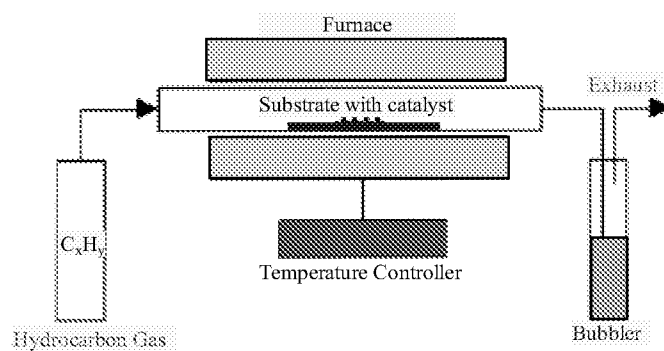 Furnace
Exhaust
Substrate with catalyst
CxHy
Temperature Controller
Hydrocarbon Gas
Bubbler